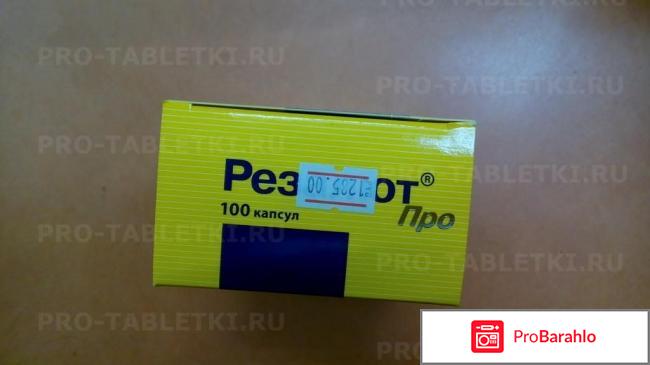 PRO-TABLETKI.RU PRO-TABLETKI.RU
Рез от®
1285.00
100 капсул
Про
PRO-TABLETKI.RU PRO-TABLETKI.RU
PRO-TABLETKI.RU PRO-TABLETKI.RU
PRO-TABLETKI.RU
ProBarahlo